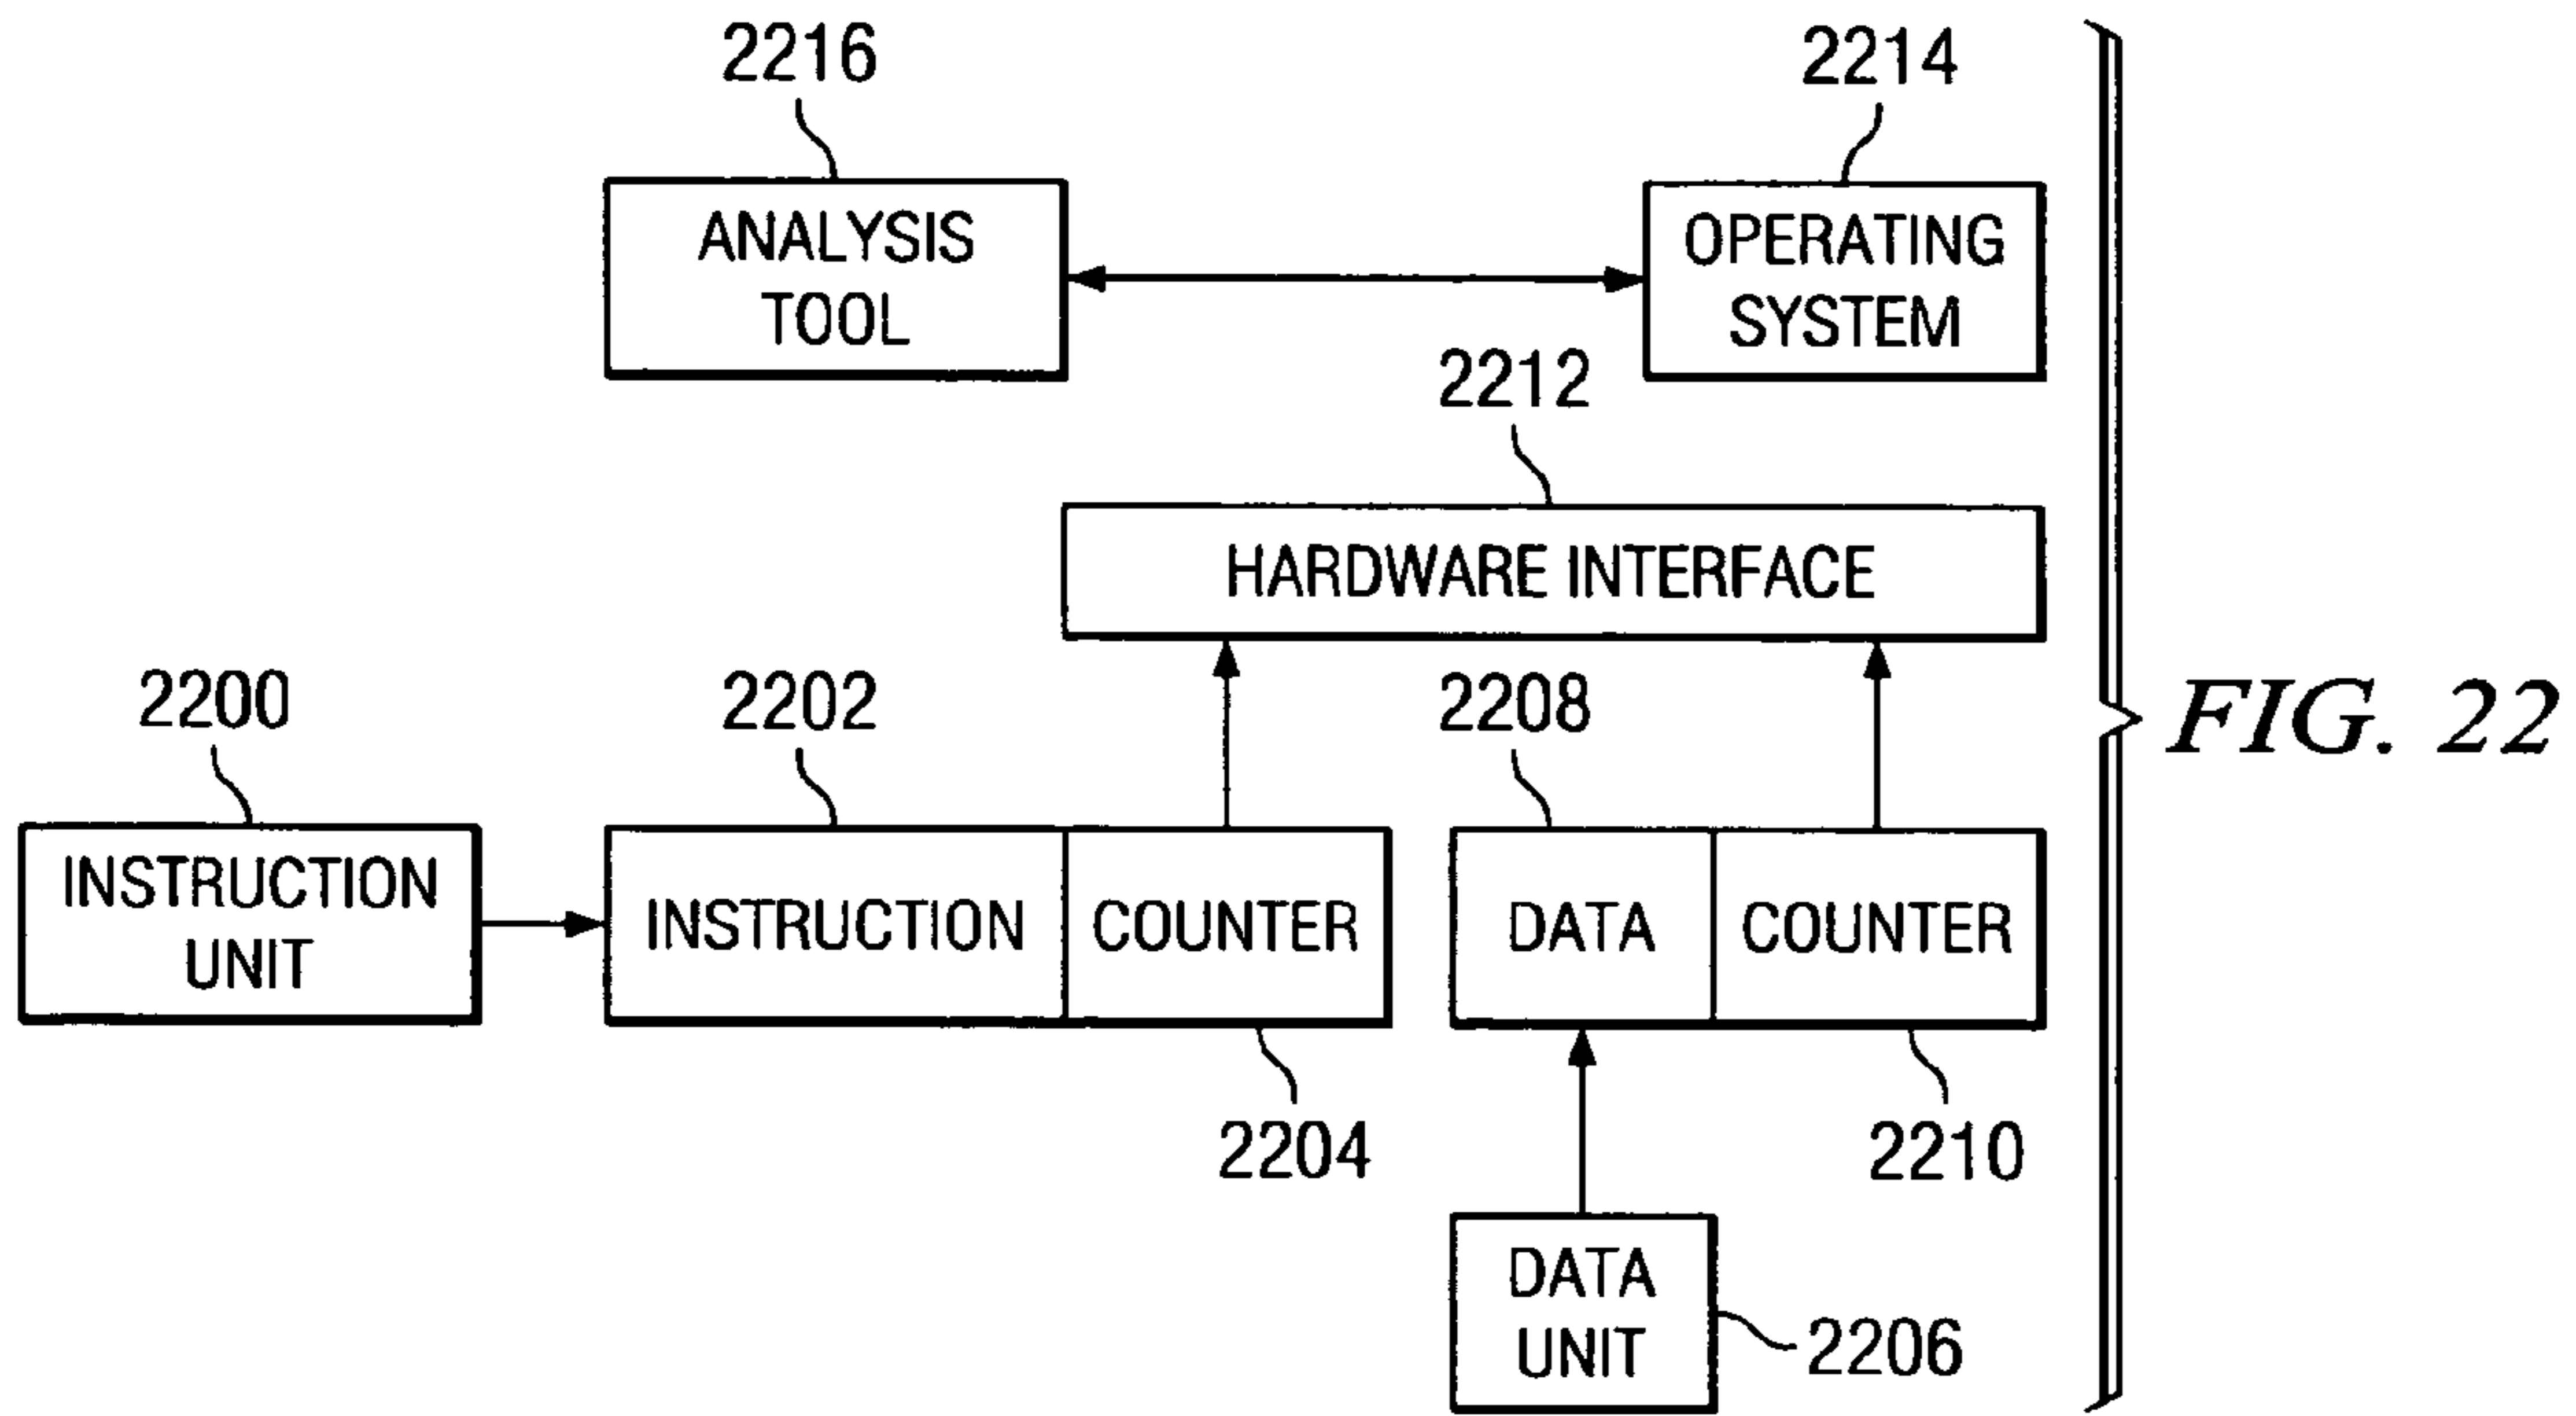 2216
2214
ANALYSIS
TOOL
OPERATING
SYSTEM
2212
HARDWARE INTERFACE
2200
2202
2208
INSTRUCTION
UNIT
INSTRUCTION
COUNTER
DATA
COUNTER
2204
2210
DATA
UNIT
2206
FIG. 22